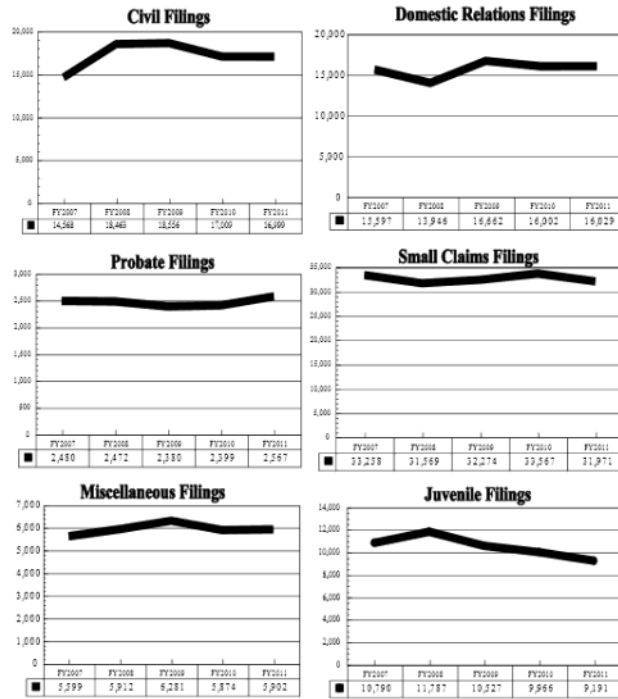 Civil Filings
20,000
15,000
10,000
5,000
0
FY2007 FY2008 FY2009 FY2010 FY2011
14,568 18,463 18,556 17,009 16,999
Domestic Relations Filings
20,000
15,000
10,000
5,000
0
FY2007 FY2008 FY2009 FY2010 FY2011
15,597 13,946 16,662 16,002 16,029
Probate Filings
3,000
2,500
2,000
1,500
1,000
500
0
FY2007 FY2008 FY2009 FY2010 FY2011
2,480 2,472 2,380 2,399 2,567
Small Claims Filings
35,000
30,000
25,000
20,000
15,000
10,000
5,000
0
FY2007 FY2008 FY2009 FY2010 FY2011
33,258 31,569 32,274 33,567 31,971
Miscellaneous Filings
7,000
6,000
5,000
4,000
3,000
2,000
1,000
0
FY2007 FY2008 FY2009 FY2010 FY2011
5,599 5,912 6,281 5,874 5,902
Juvenile Filings
14,000
12,000
10,000
8,000
6,000
4,000
2,000
0
FY2007 FY2008 FY2009 FY2010 FY2011
10,790 11,787 10,527 9,966 9,191